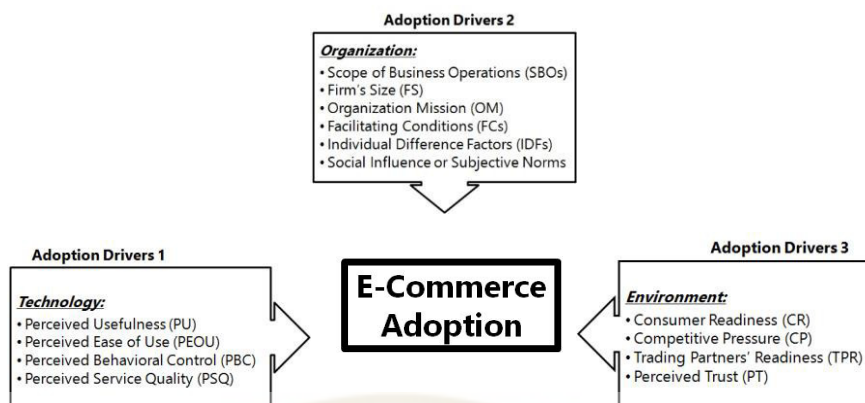 Adoption Drivers 2
Organization:
• Scope of Business Operations (SBOs)
• Firm's Size (FS)
• Organization Mission (OM)
• Facilitating Conditions (FCs)
• Individual Difference Factors (IDFs)
• Social Influence or Subjective Norms
Adoption Drivers 1
Technology:
• Perceived Usefulness (PU)
• Perceived Ease of Use (PEOU)
• Perceived Behavioral Control (PBC)
• Perceived Service Quality (PSQ)
E-Commerce
Adoption
Adoption Drivers 3
Environment:
• Consumer Readiness (CR)
• Competitive Pressure (CP)
• Trading Partners' Readiness (TPR)
• Perceived Trust (PT)